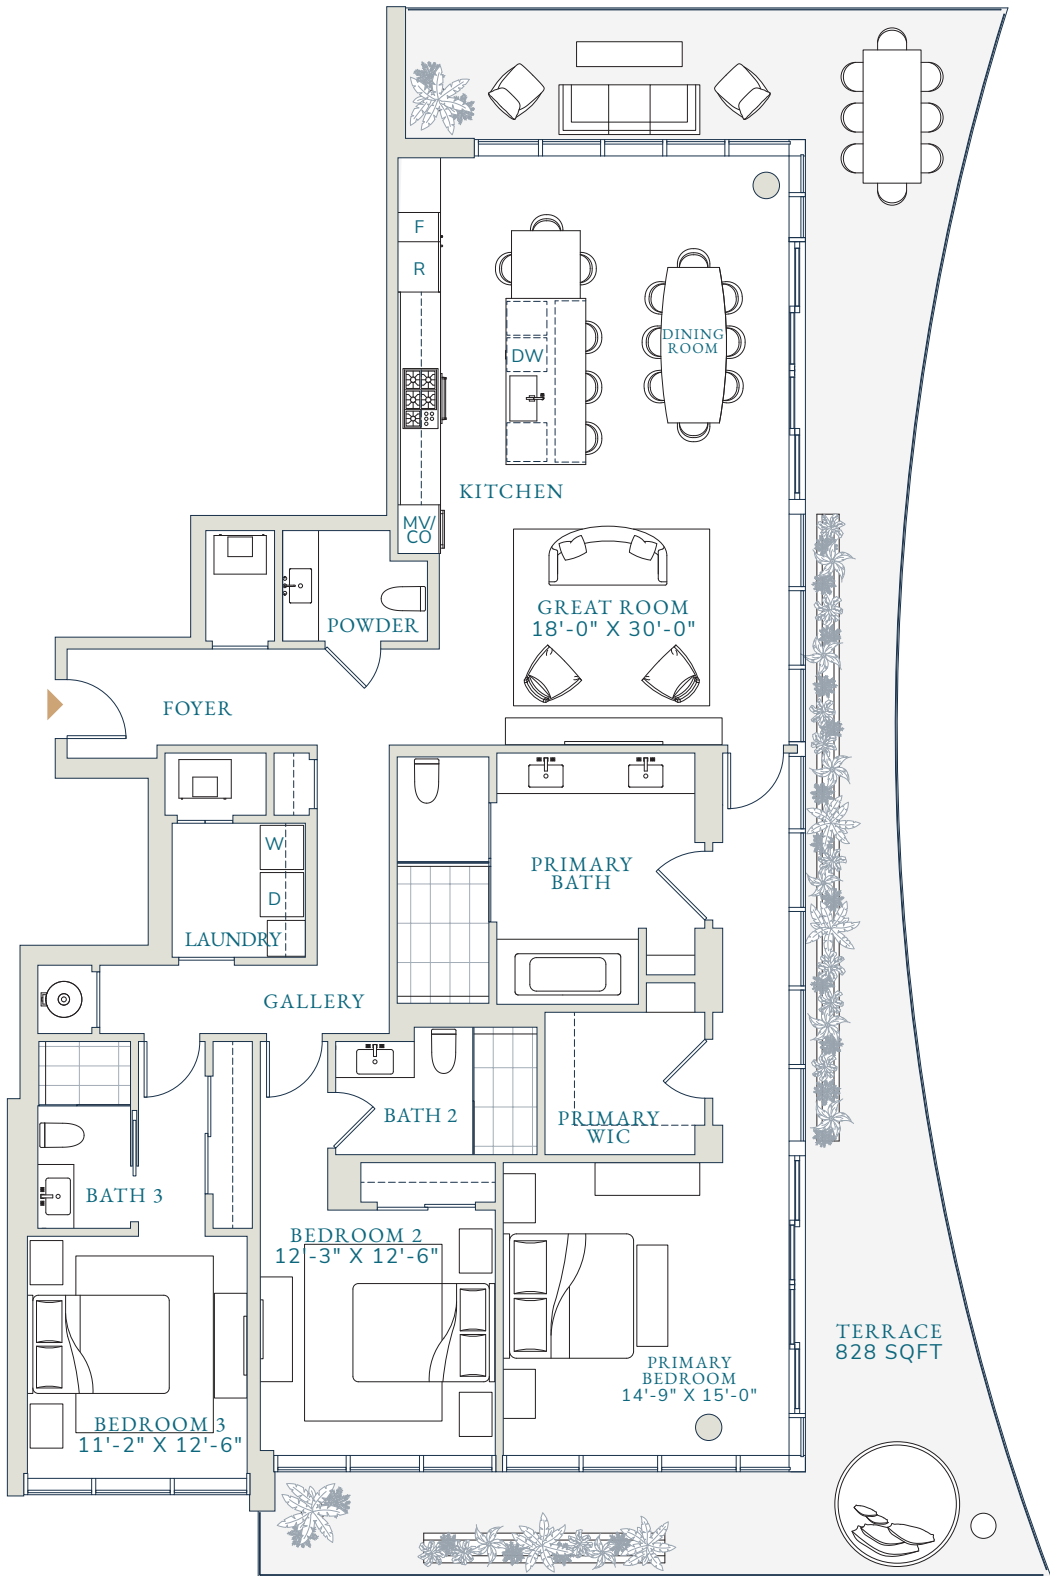 F
R
DW
DINING
ROOM
KITCHEN
MV/
CO
GREAT ROOM
18'-0" X 30'-0"
POWDER
FOYER
W
D
LAUNDRY
PRIMARY
BATH
GALLERY
BATH 2
PRIMARY
WIC
BATH 3
BEDROOM 2
12'-3" X 12'-6"
TERRACE
828 SQFT
PRIMARY
BEDROOM
14'-9" X 15'-0"
BEDROOM 3
11'-2" X 12'-6"